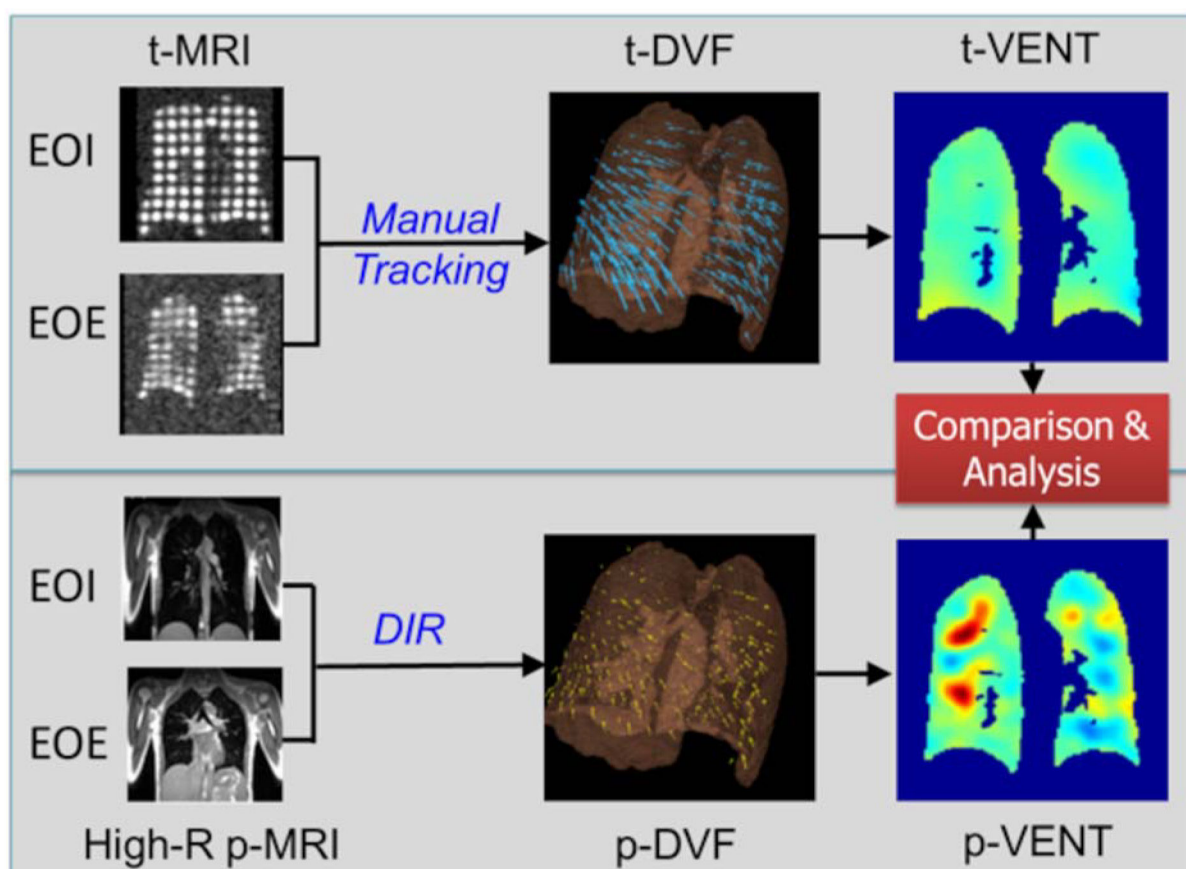 t-MRI
t-DVF
t-VENT
EOI
EOE
Manual
Tracking
Comparison &
Analysis
EOI
EOE
DIR
High-R p-MRI
p-DVF
p-VENT